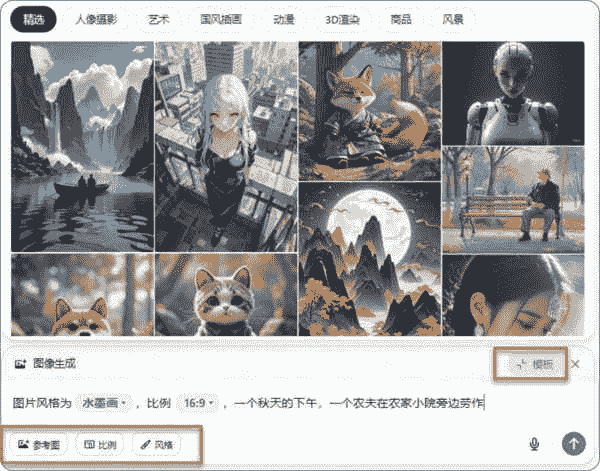 精选 人像摄影 艺术 国风插画 动漫 3D渲染 商品 风景
图像生成 模板
图片风格为 水墨画 ，比例 16:9 ，一个秋天的下午，一个农夫在农家小院旁边劳作
参考图 比例 风格